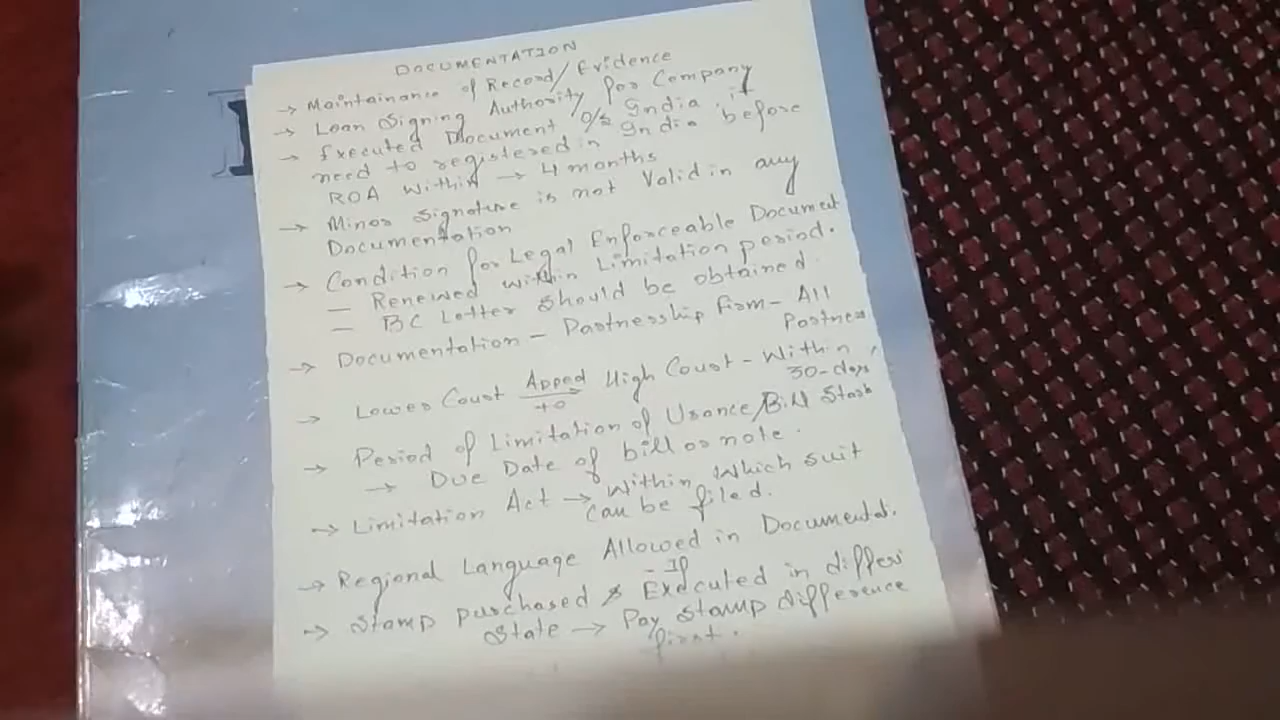 DOCUMENTATION
→ Maintainance of Record/Evidence
→ Loan Signing Authority for Company
→ Executed Document o/s India, if
need to registered in India before
ROA within → 4 months
→ Minor Signature is not Valid in any
Documentation
→ Condition for Legal Enforceable Document
= Renewed within Limitation period.
= BC Letter should be obtained.
→ Documentation - Partnership firm - All
Partner
→ Lower Court Apped to High Court - Within
30-days
→ Period of Limitation of Usance/Bill Start
→ Due Date of bill or note.
→ Limitation Act → Within Which suit
can be filed.
→ Regional Language Allowed in Documentd.
→ Stamp purchased & Executed in differ
- If
State → Pay Stamp difference
first.